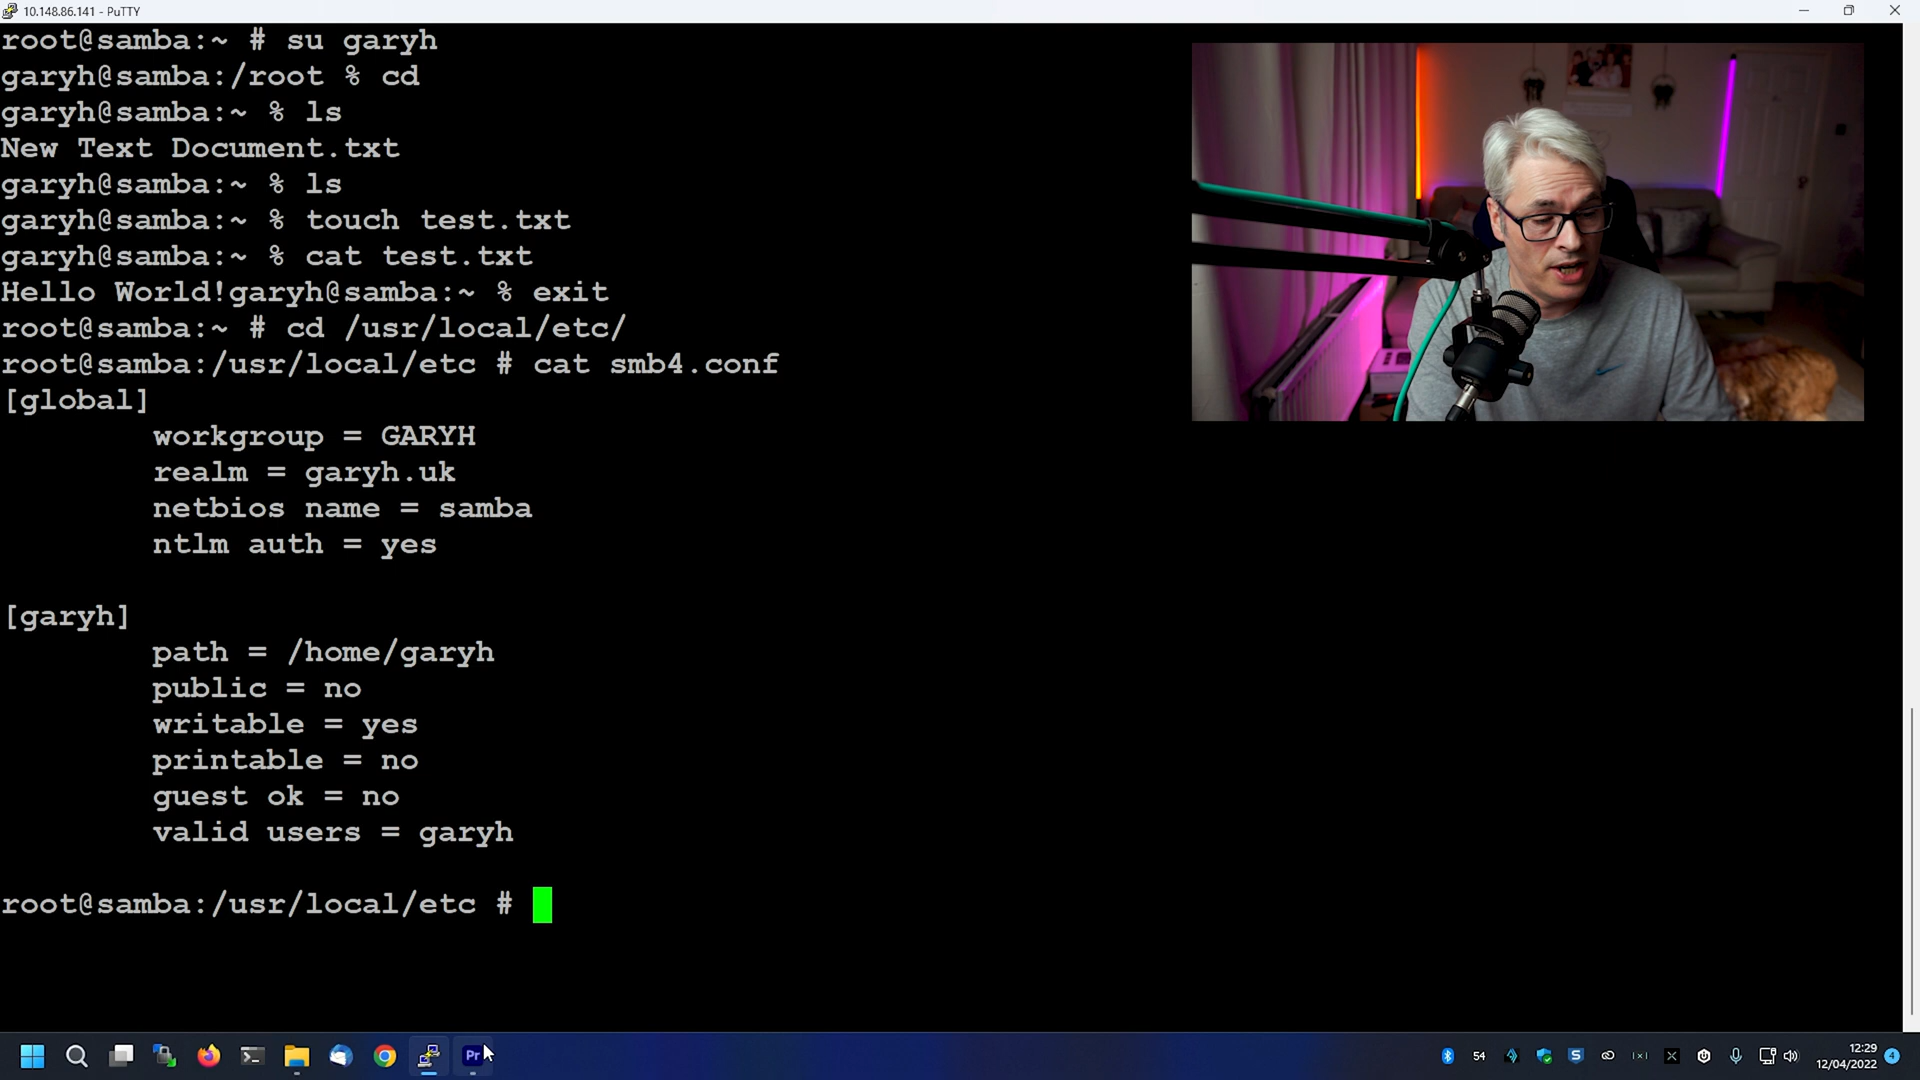 10.148.86.141 - PuTTY
root@samba:~ # su garyh
garyh@samba:/root % cd
garyh@samba:~ % ls
New Text Document.txt
garyh@samba:~ % ls
garyh@samba:~ % touch test.txt
garyh@samba:~ % cat test.txt
Hello World!garyh@samba:~ % exit
root@samba:~ # cd /usr/local/etc/
root@samba:/usr/local/etc # cat smb4.conf
[global]
workgroup = GARYH
realm = garyh.uk
netbios name = samba
ntlm auth = yes
[garyh]
path = /home/garyh
public = no
writable = yes
printable = no
guest ok = no
valid users = garyh
root@samba:/usr/local/etc #
Pr
54
S
12:29
12/04/2022
4